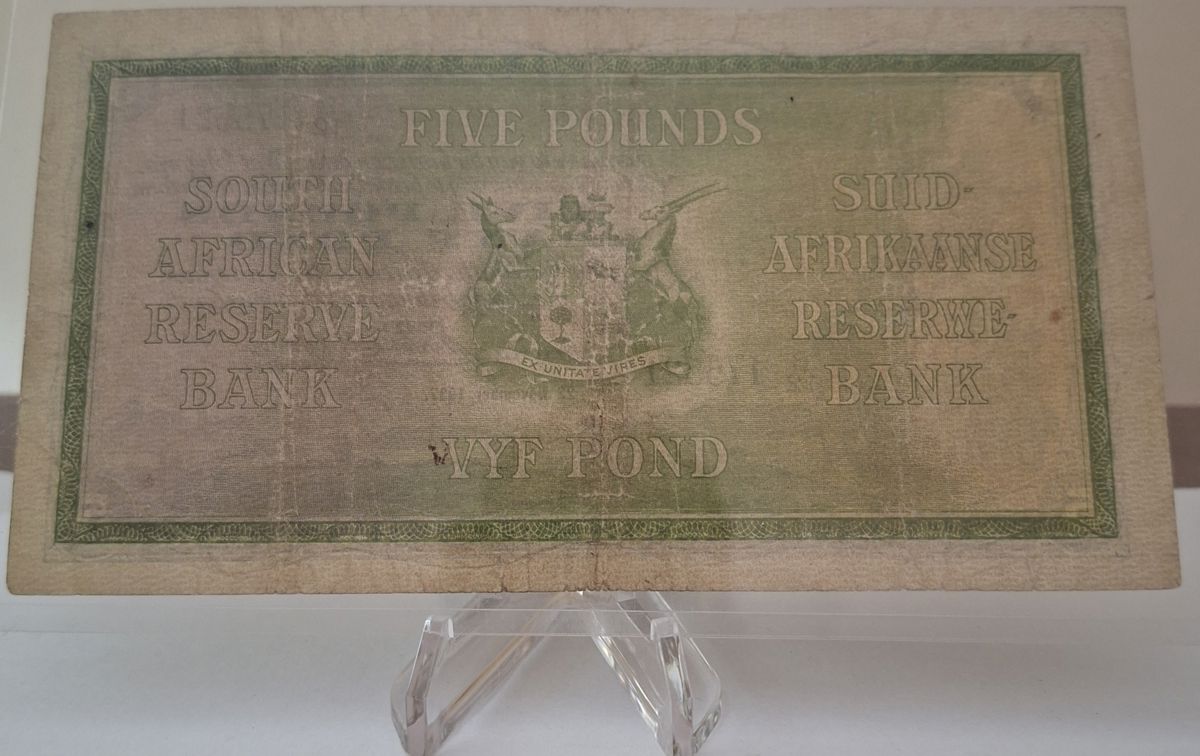 FIVE POUNDS
SOUTH
AFRICAN
RESERVE
BANK
SUID-
AFRIKAANSE
RESERWE-
BANK
EX UNITATE VIRES
VYF POND